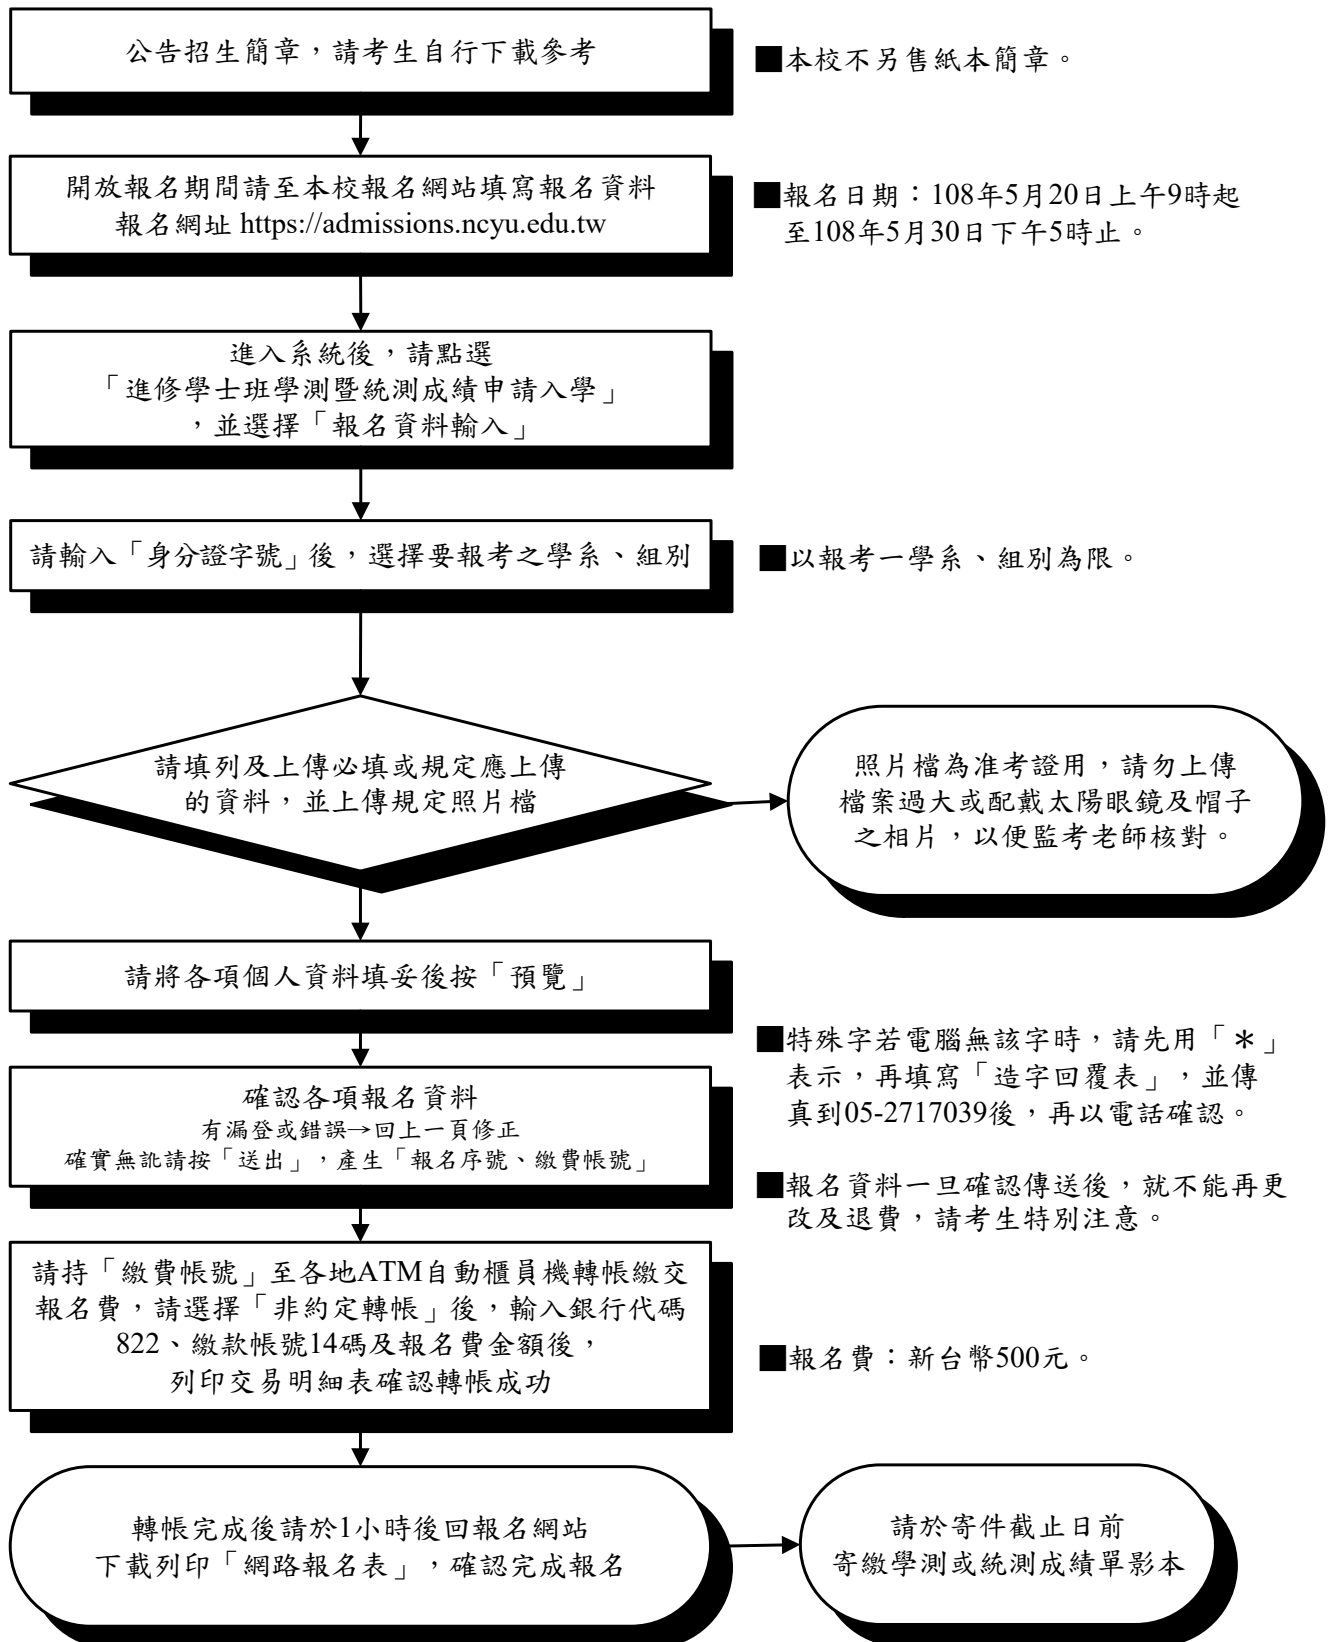 公告招生簡章，請考生自行下載參考
■本校不另售紙本簡章。
開放報名期間請至本校報名網站填寫報名資料
報名網址 https://admissions.ncyu.edu.tw
■報名日期：108年5月20日上午9時起
至108年5月30日下午5時止。
進入系統後，請點選
「進修學士班學測暨統測成績申請入學」
，並選擇「報名資料輸入」
請輸入「身分證字號」後，選擇要報考之學系、組別
■以報考一學系、組別為限。
請填列及上傳必填或規定應上傳
的資料，並上傳規定照片檔
照片檔為准考證用，請勿上傳
檔案過大或配戴太陽眼鏡及帽子
之相片，以便監考老師核對。
請將各項個人資料填妥後按「預覽」
■特殊字若電腦無該字時，請先用「＊」
表示，再填寫「造字回覆表」，並傳
真到05-2717039後，再以電話確認。
確認各項報名資料
有漏登或錯誤→回上一頁修正
確實無訛請按「送出」，產生「報名序號、繳費帳號」
■報名資料一旦確認傳送後，就不能再更
改及退費，請考生特別注意。
請持「繳費帳號」至各地ATM自動櫃員機轉帳繳交
報名費，請選擇「非約定轉帳」後，輸入銀行代碼
822、繳款帳號14碼及報名費金額後，
列印交易明細表確認轉帳成功
■報名費：新台幣500元。
轉帳完成後請於1小時後回報名網站
下載列印「網路報名表」，確認完成報名
請於寄件截止日前
寄繳學測或統測成績單影本